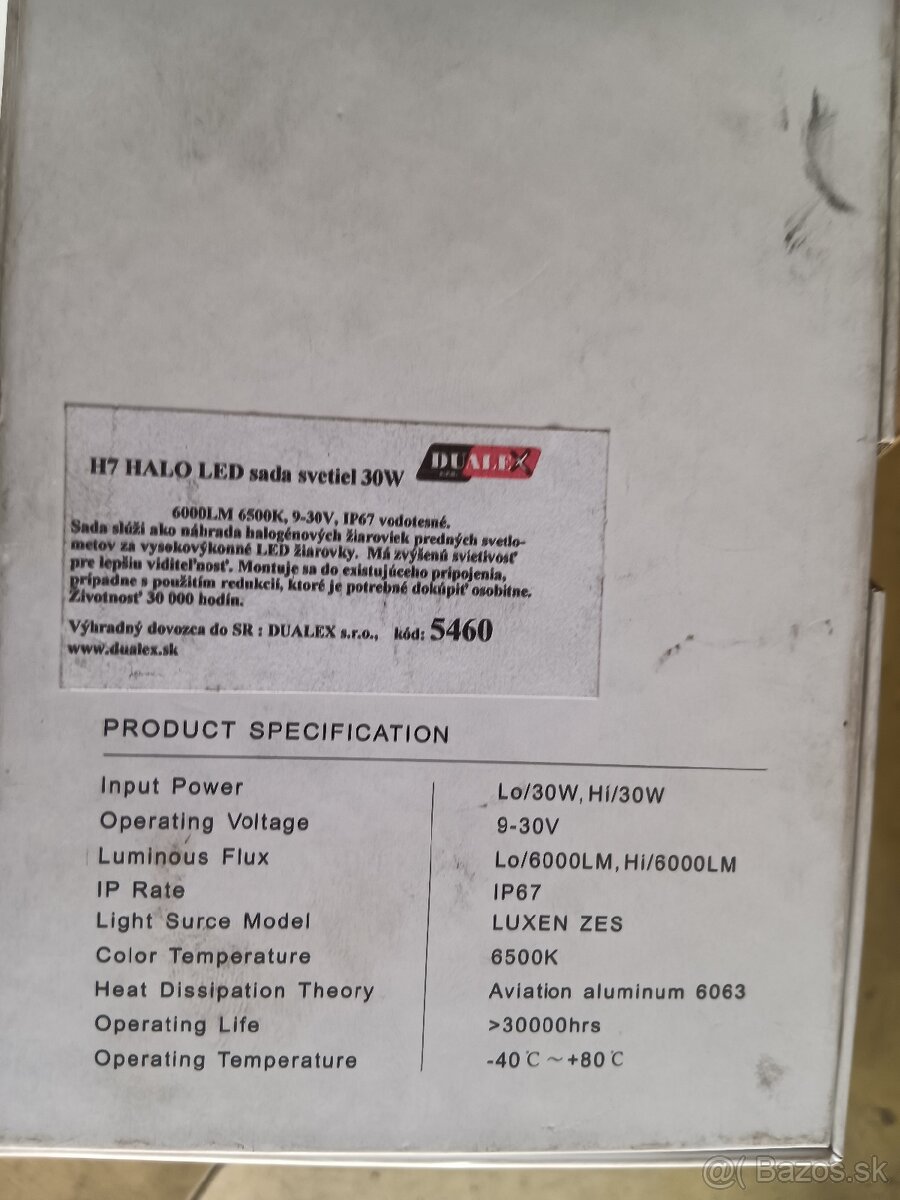 H7 HALO LED sada svetiel 30W DUALEX
6000LM 6500K, 9-30V, IP67 vodotesné.
Sada slúži ako náhrada halogénových žiaroviek predných svetlo-
metov za vysokovýkonné LED žiarovky. Má zvýšenú svietivosť
pre lepšiu viditeľnosť. Montuje sa do existujúceho pripojenia,
prípadne s použitím redukcií, ktoré je potrebné dokúpiť osobitne.
Životnosť 30 000 hodín.
Výhradný dovozca do SR : DUALEX s.r.o., kód: 5460
www.dualex.sk
PRODUCT SPECIFICATION
Input Power Lo/30W, Hi/30W
Operating Voltage 9-30V
Luminous Flux Lo/6000LM, Hi/6000LM
IP Rate IP67
Light Surce Model LUXEN ZES
Color Temperature 6500K
Heat Dissipation Theory Aviation aluminum 6063
Operating Life >30000hrs
Operating Temperature -40℃～+80℃
@( Bazos.sk